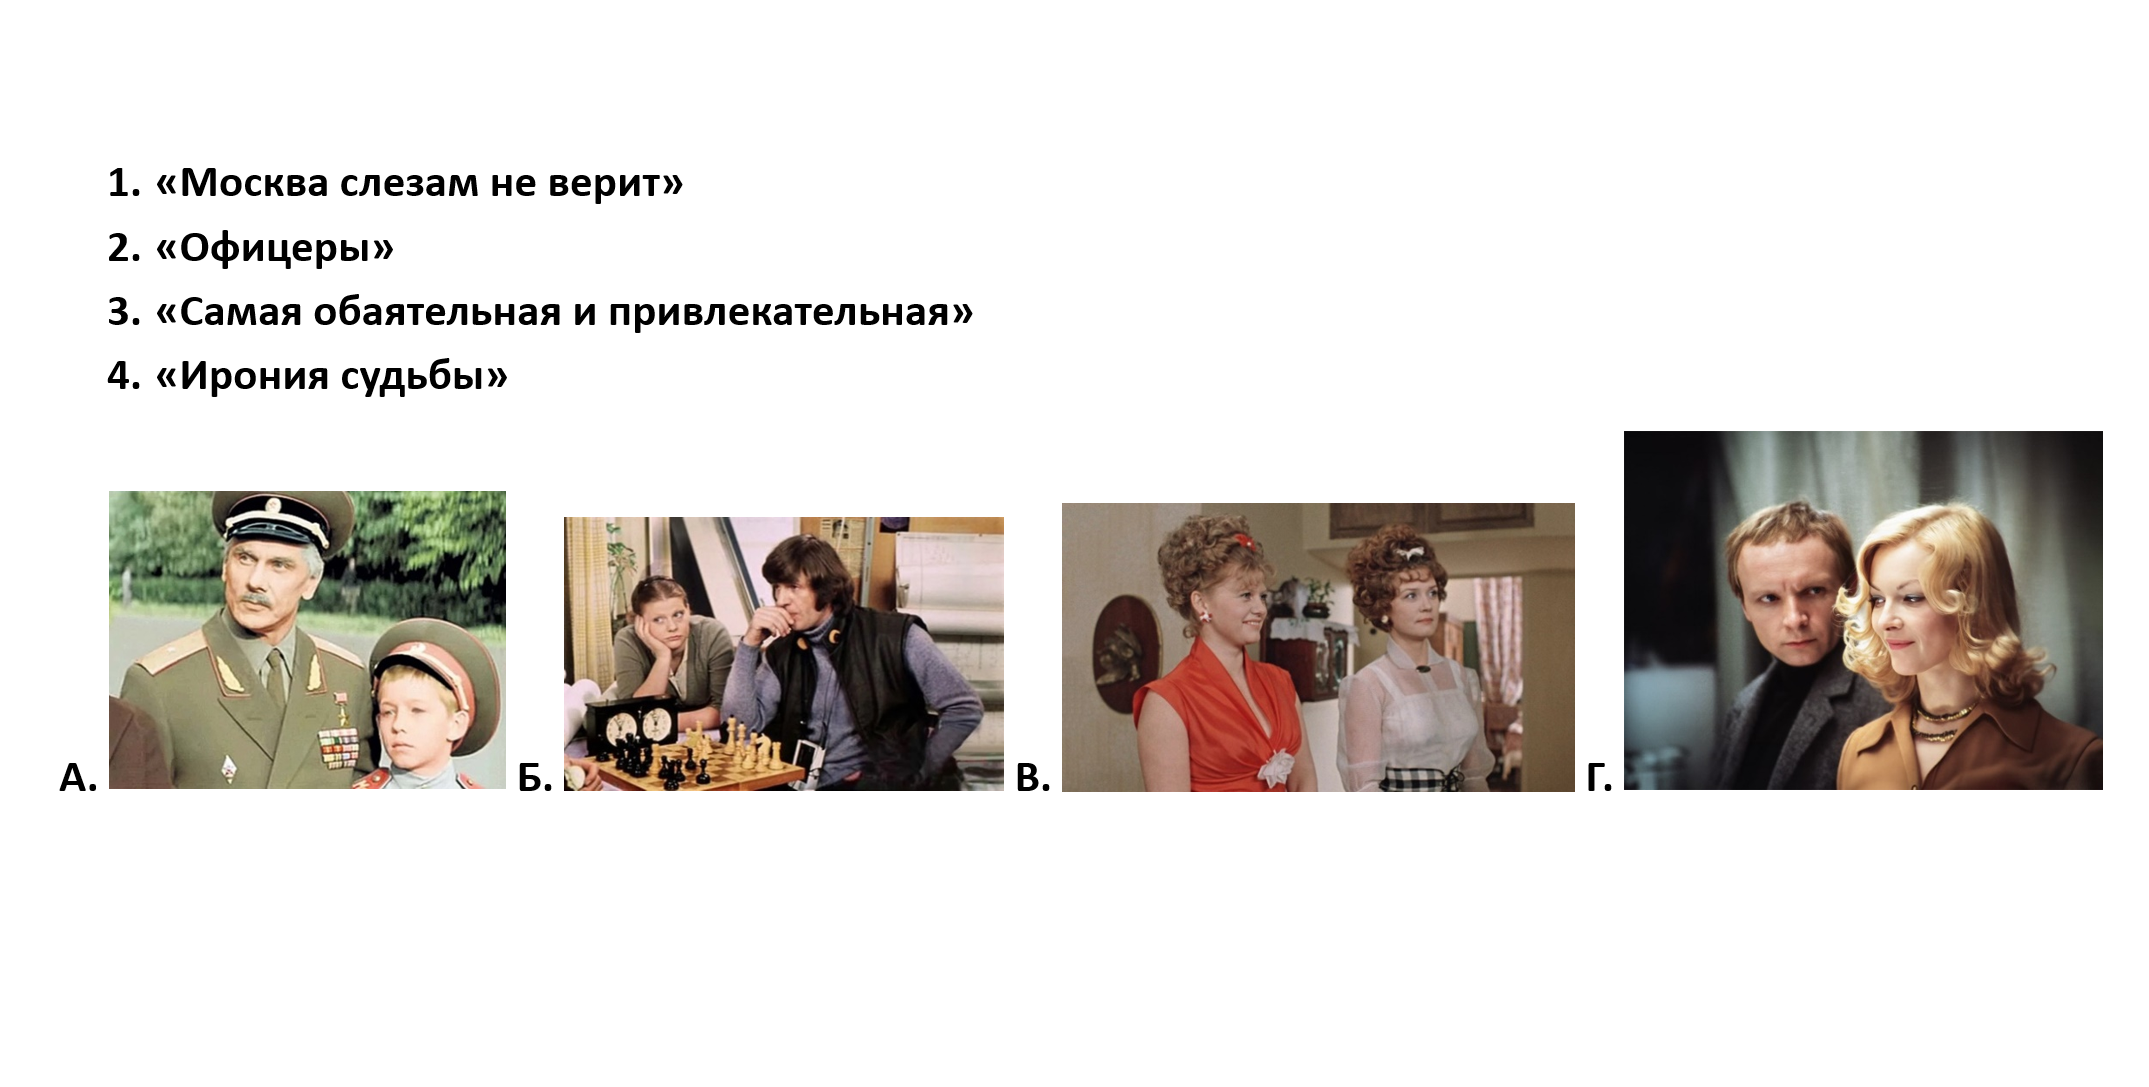 1. «Москва слезам не верит»
2. «Офицеры»
3. «Самая обаятельная и привлекательная»
4. «Ирония судьбы»
А. Б. В. Г.